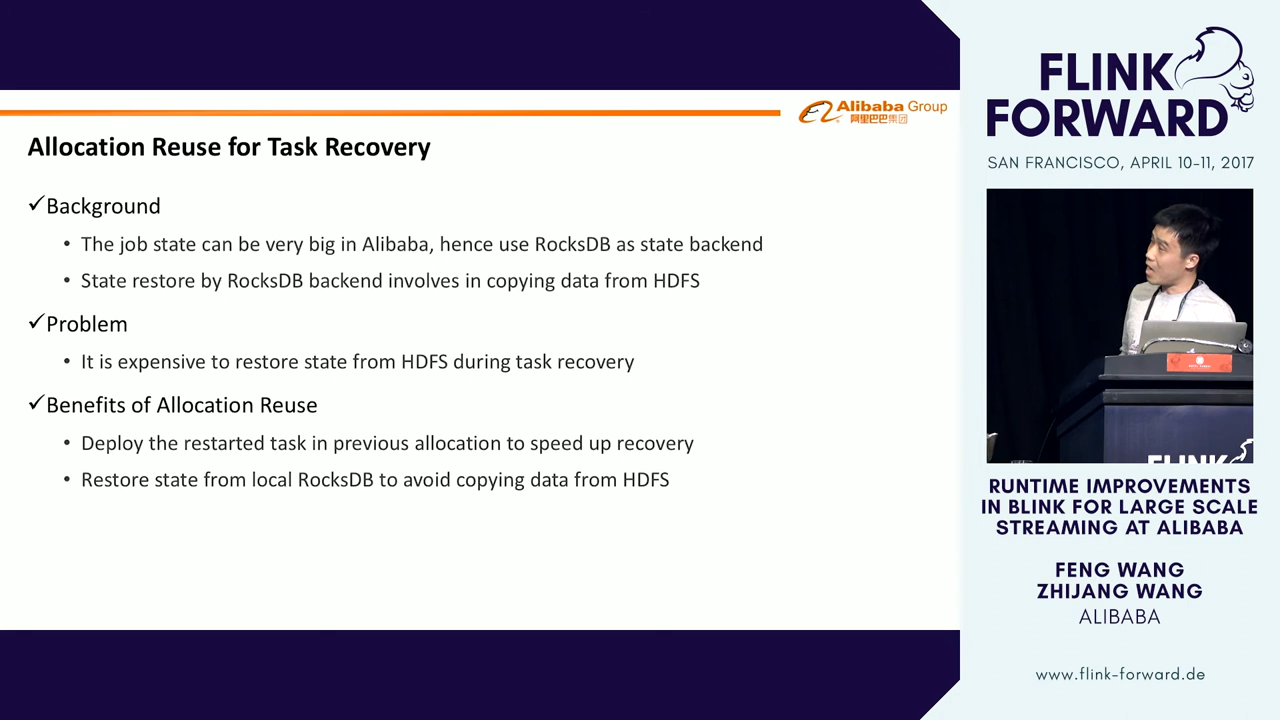 Alibaba Group
阿里巴巴集团
Allocation Reuse for Task Recovery
✓Background
• The job state can be very big in Alibaba, hence use RocksDB as state backend
• State restore by RocksDB backend involves in copying data from HDFS
✓Problem
• It is expensive to restore state from HDFS during task recovery
✓Benefits of Allocation Reuse
• Deploy the restarted task in previous allocation to speed up recovery
• Restore state from local RocksDB to avoid copying data from HDFS
FLINK
FORWARD
SAN FRANCISCO, APRIL 10-11, 2017
FLINK
RUNTIME IMPROVEMENTS
IN BLINK FOR LARGE SCALE
STREAMING AT ALIBABA
FENG WANG
ZHIJANG WANG
ALIBABA
www.flink-forward.de